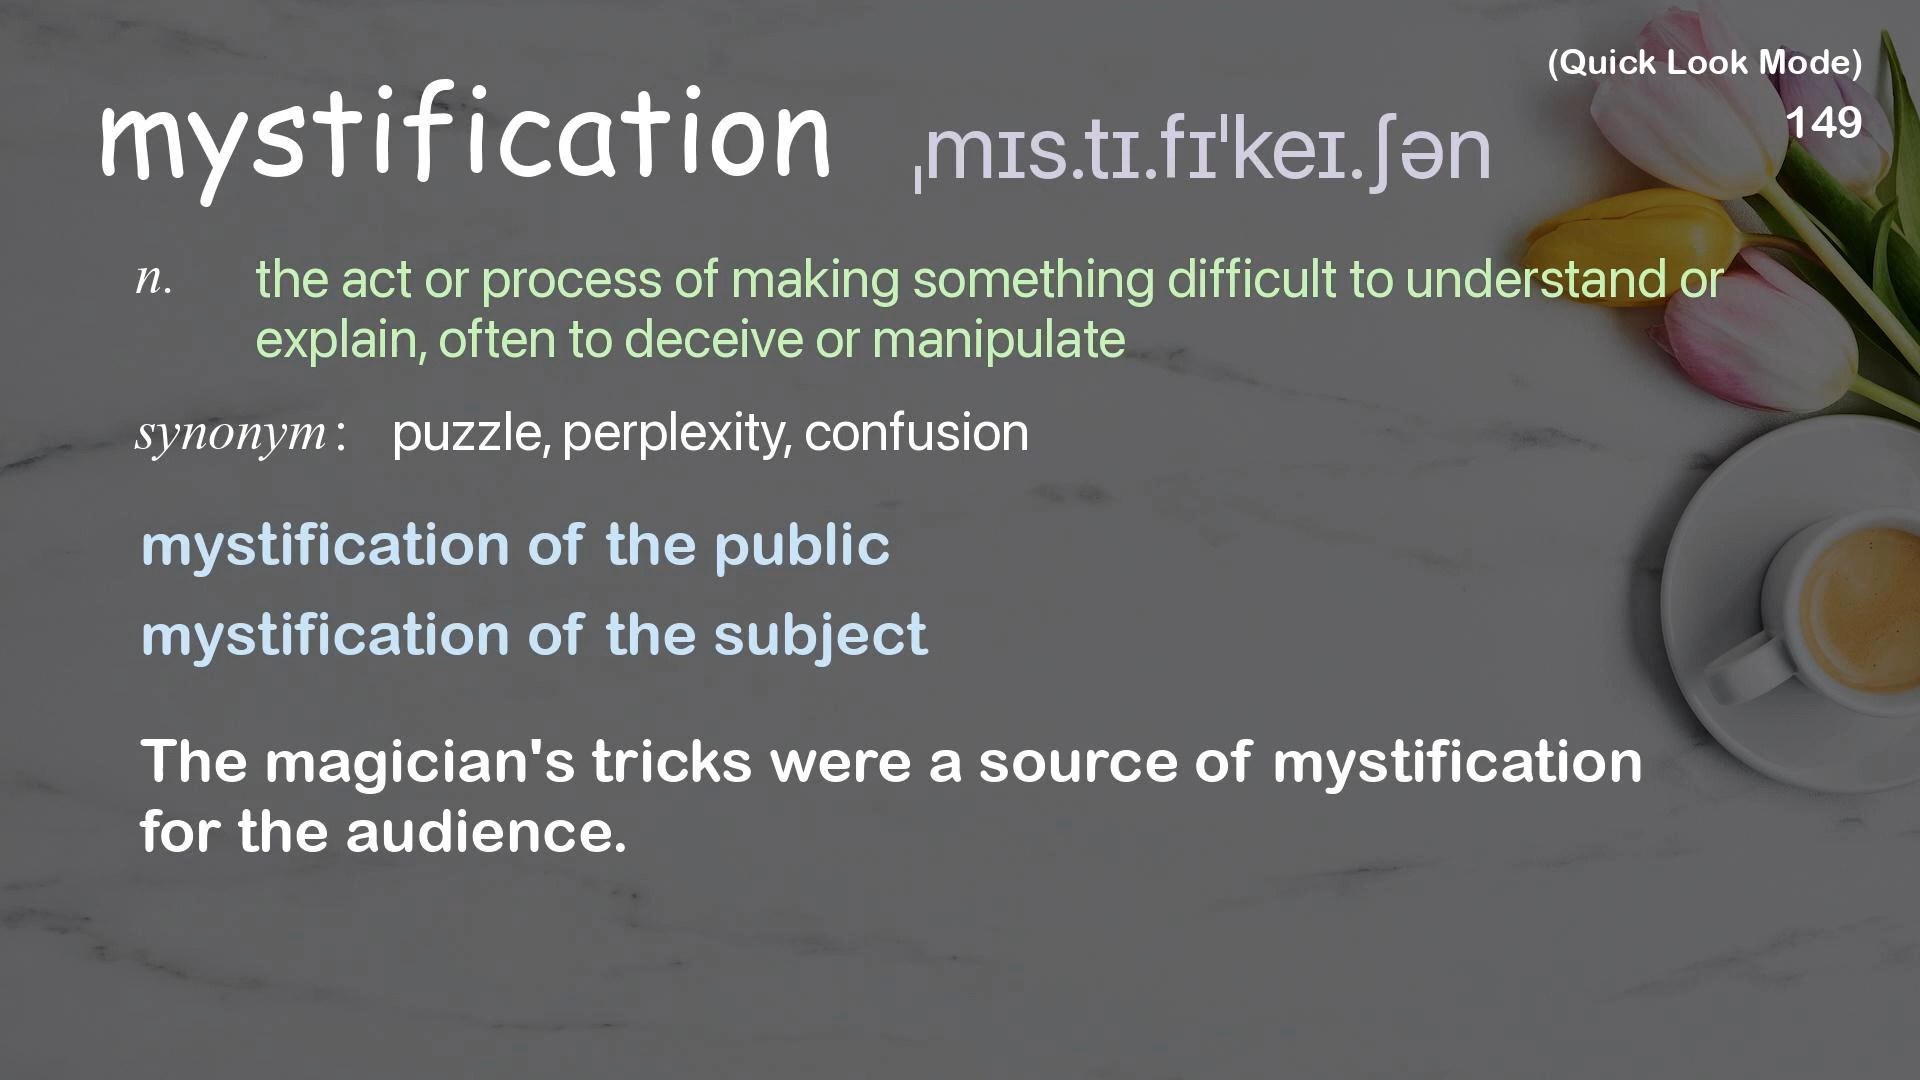 (Quick Look Mode)
149
mystification ˌmɪs.tɪ.fɪˈkeɪ.ʃən
n. the act or process of making something difficult to understand or
explain, often to deceive or manipulate
synonym: puzzle, perplexity, confusion
mystification of the public
mystification of the subject
The magician's tricks were a source of mystification
for the audience.